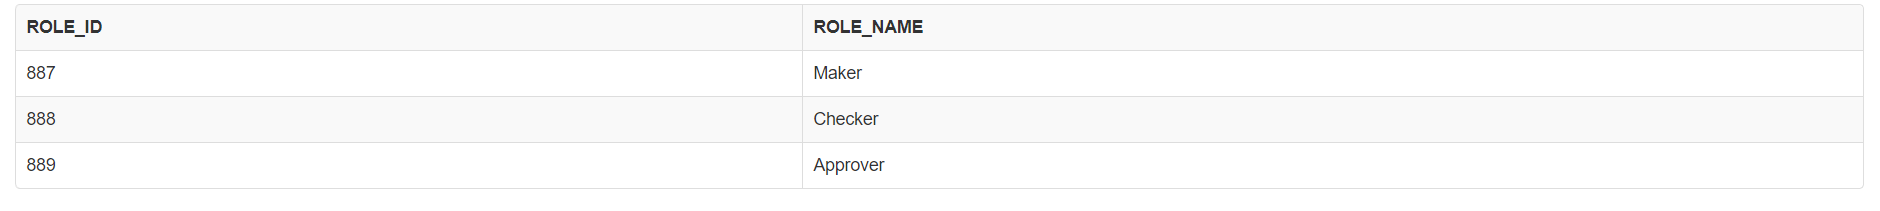 ROLE_ID ROLE_NAME
887 Maker
888 Checker
889 Approver